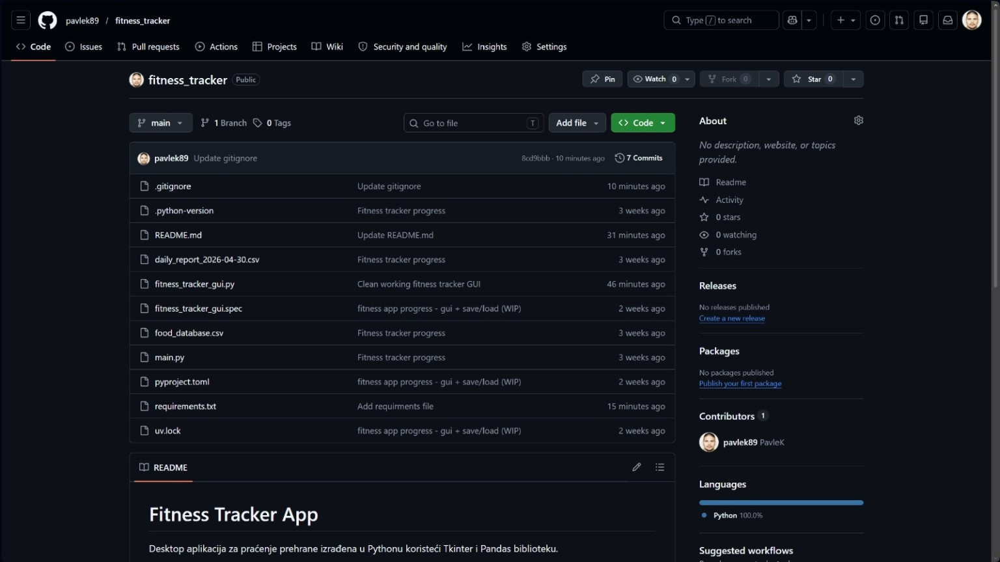 pavlek89 / fitness_tracker
Type / to search
Code
Issues
Pull requests
Actions
Projects
Wiki
Security and quality
Insights
Settings
fitness_tracker Public
Pin
Watch 0
Fork 0
Star 0
main
1 Branch
0 Tags
Go to file T
Add file
Code
pavlek89 Update gitignore 8cd9bbb · 10 minutes ago 7 Commits
.gitignore Update gitignore 10 minutes ago
.python-version Fitness tracker progress 3 weeks ago
README.md Update README.md 31 minutes ago
daily_report_2026-04-30.csv Fitness tracker progress 3 weeks ago
fitness_tracker_gui.py Clean working fitness tracker GUI 46 minutes ago
fitness_tracker_gui.spec fitness app progress - gui + save/load (WIP) 2 weeks ago
food_database.csv Fitness tracker progress 3 weeks ago
main.py Fitness tracker progress 3 weeks ago
pyproject.toml fitness app progress - gui + save/load (WIP) 2 weeks ago
requirements.txt Add requirments file 15 minutes ago
uv.lock fitness app progress - gui + save/load (WIP) 2 weeks ago
README
Fitness Tracker App
Desktop aplikacija za praćenje prehrane izrađena u Pythonu koristeći Tkinter i Pandas biblioteku.
About
No description, website, or topics
provided.
Readme
Activity
0 stars
0 watching
0 forks
Releases
No releases published
Create a new release
Packages
No packages published
Publish your first package
Contributors 1
pavlek89 PavleK
Languages
Python 100.0%
Suggested workflows